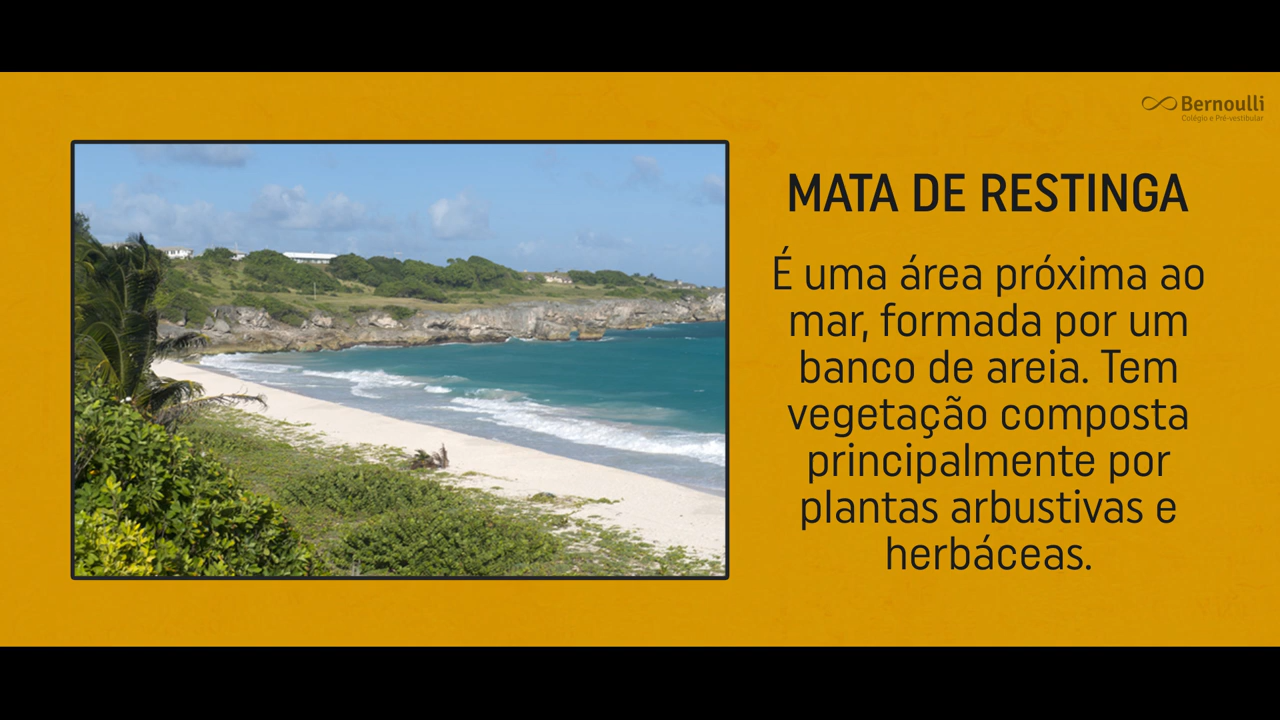 Bernoulli
Colégio e Pré-vestibular
MATA DE RESTINGA
É uma área próxima ao
mar, formada por um
banco de areia. Tem
vegetação composta
principalmente por
plantas arbustivas e
herbáceas.